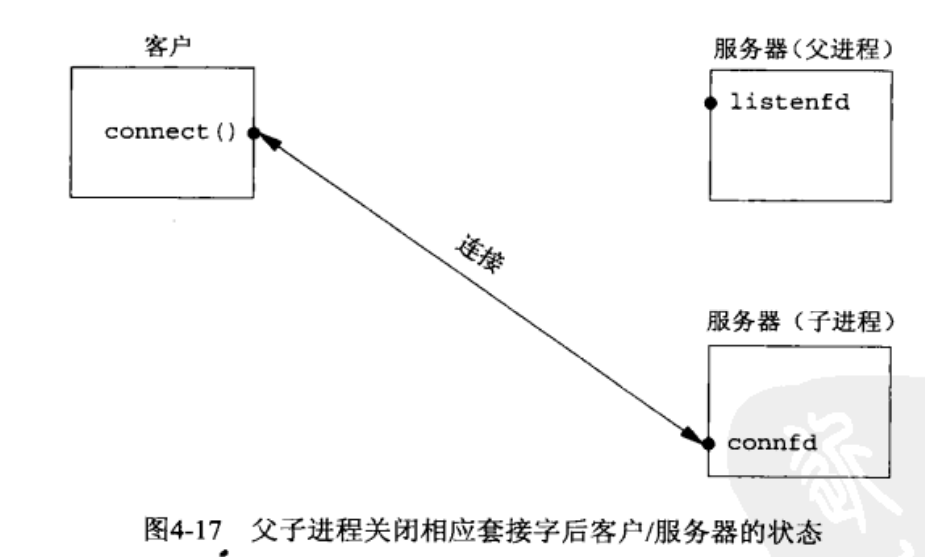 客户
服务器（父进程）
connect()
listenfd
连接
服务器（子进程）
connfd
图4-17 父子进程关闭相应套接字后客户/服务器的状态